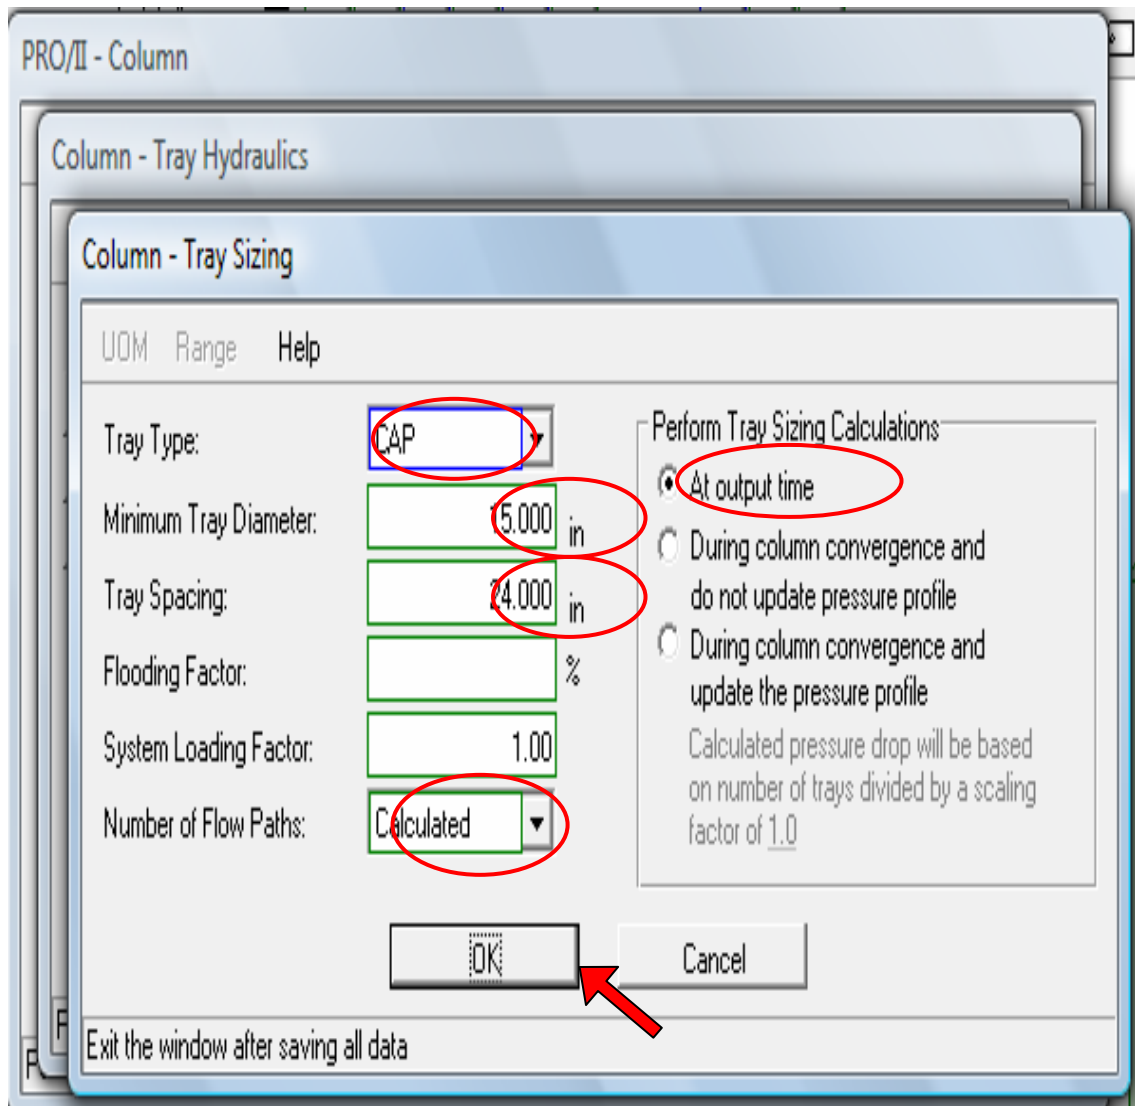 PRO/II - Column
Column - Tray Hydraulics
Column - Tray Sizing
UOM Range Help
Tray Type: CAP
Minimum Tray Diameter: 15.000 in
Tray Spacing: 24.000 in
Flooding Factor: %
System Loading Factor: 1.00
Number of Flow Paths: Calculated
Perform Tray Sizing Calculations
At output time
During column convergence and
do not update pressure profile
During column convergence and
update the pressure profile
Calculated pressure drop will be based
on number of trays divided by a scaling
factor of 1.0
OK Cancel
Exit the window after saving all data